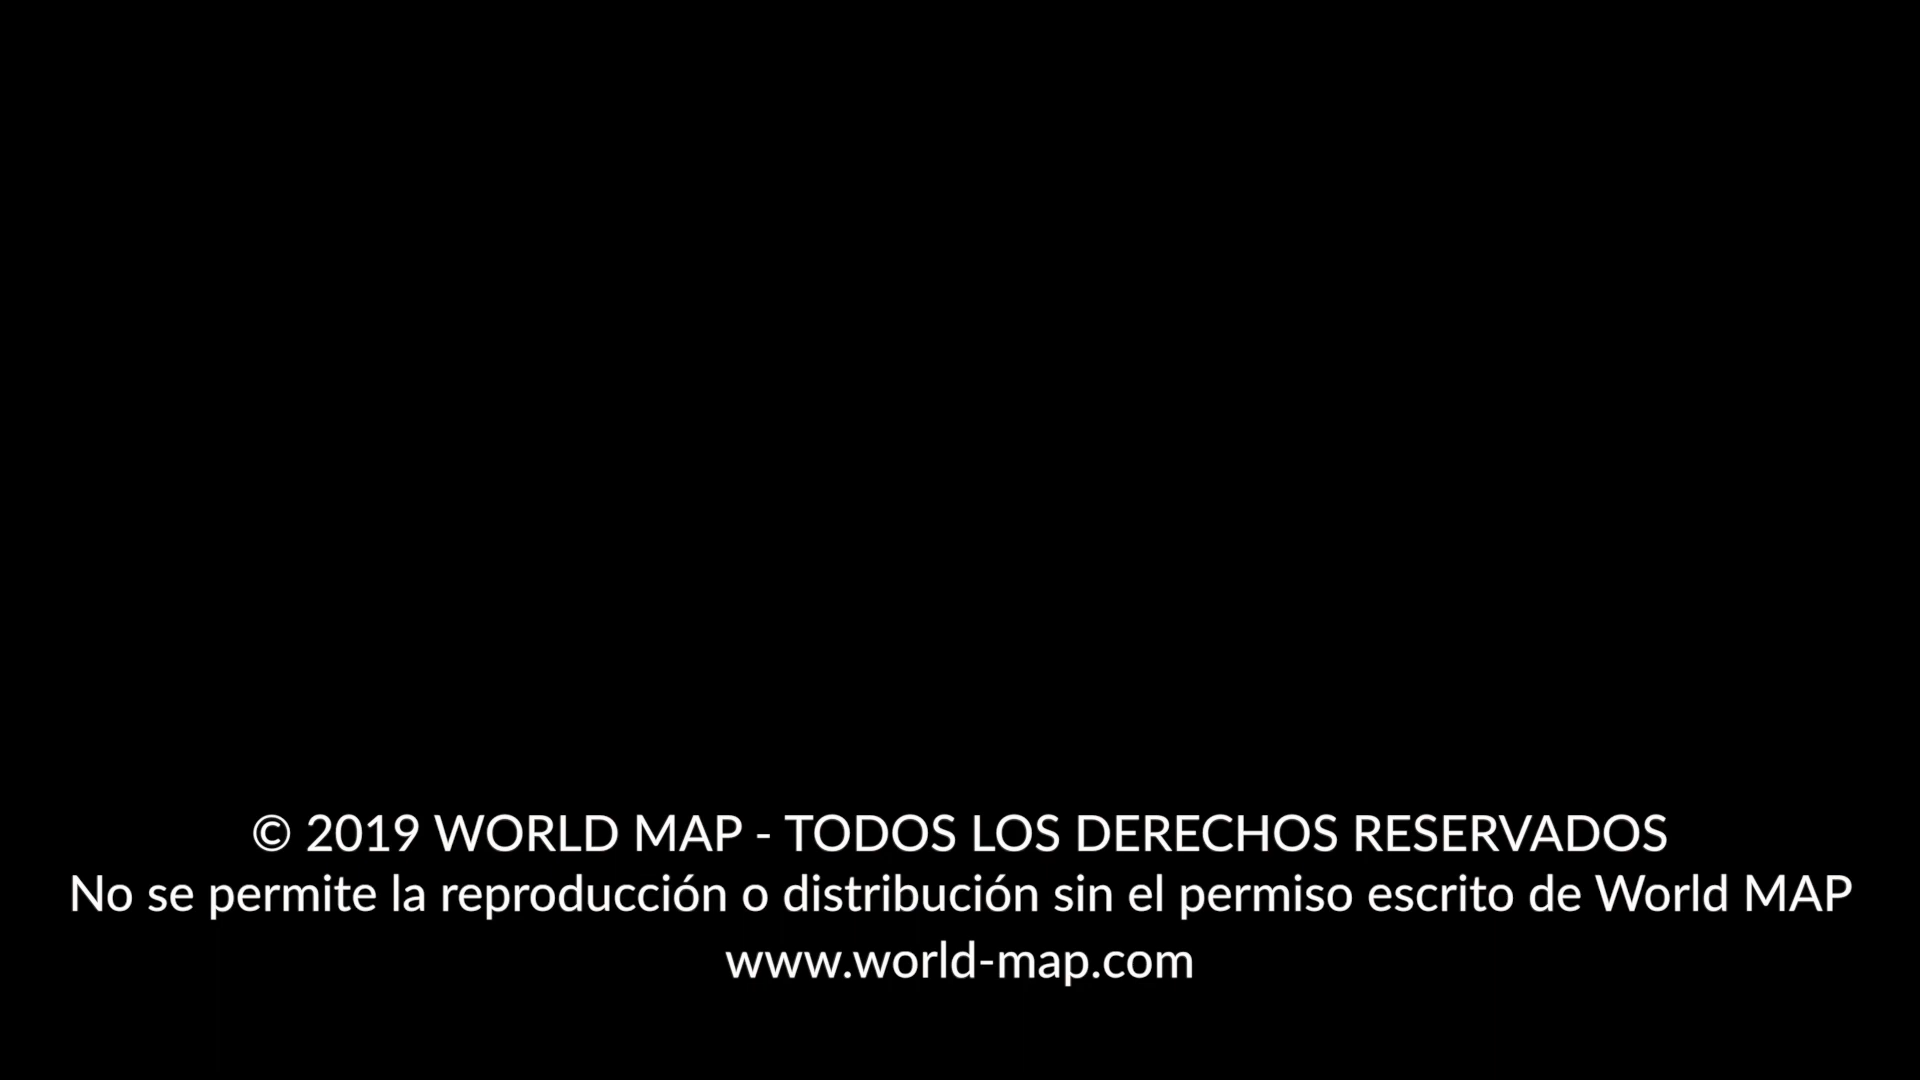 © 2019 WORLD MAP - TODOS LOS DERECHOS RESERVADOS
No se permite la reproducción o distribución sin el permiso escrito de World MAP
www.world-map.com